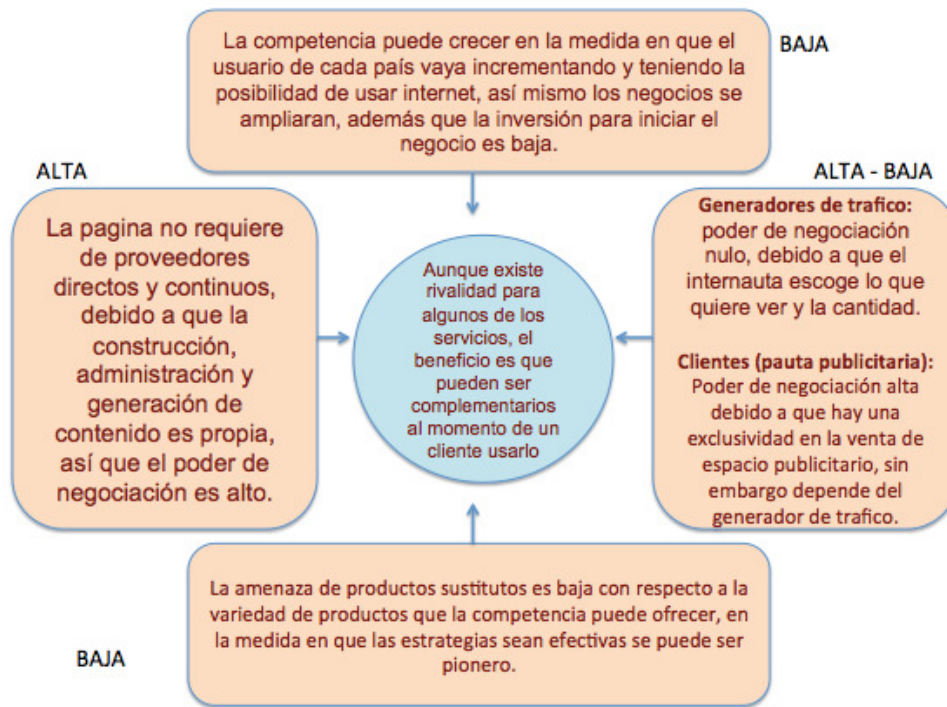 BAJA
La competencia puede crecer en la medida en que el
usuario de cada país vaya incrementando y teniendo la
posibilidad de usar internet, así mismo los negocios se
ampliaran, además que la inversión para iniciar el
negocio es baja.
ALTA
La pagina no requiere
de proveedores
directos y continuos,
debido a que la
construcción,
administración y
generación de
contenido es propia,
así que el poder de
negociación es alto.
Aunque existe
rivalidad para
algunos de los
servicios, el
beneficio es que
pueden ser
complementarios
al momento de un
cliente usarlo
ALTA - BAJA
Generadores de trafico:
poder de negociación
nulo, debido a que el
internauta escoge lo que
quiere ver y la cantidad.
Clientes (pauta publicitaria):
Poder de negociación alta
debido a que hay una
exclusividad en la venta de
espacio publicitario, sin
embargo depende del
generador de trafico.
La amenaza de productos sustitutos es baja con respecto a la
variedad de productos que la competencia puede ofrecer, en
la medida en que las estrategias sean efectivas se puede ser
pionero.
BAJA